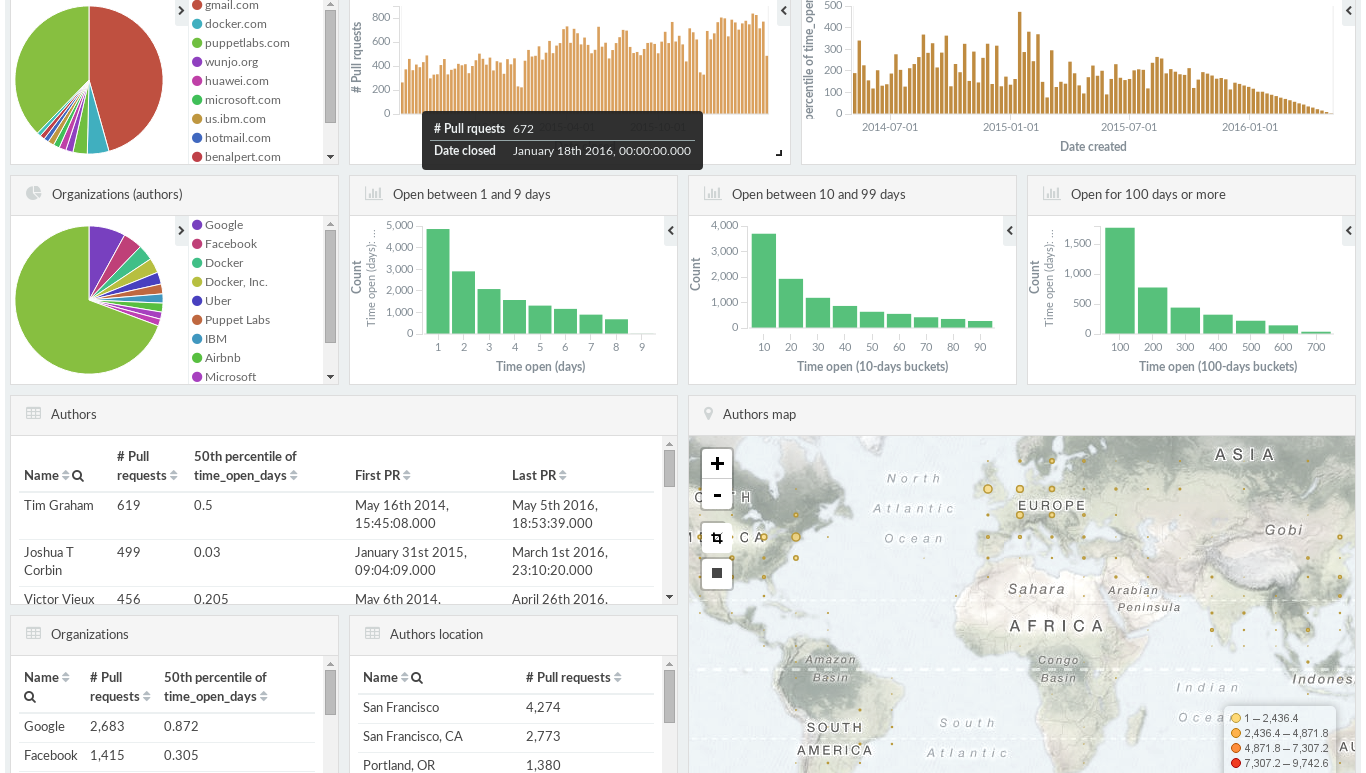 gmail.com
docker.com
puppetlabs.com
wunjo.org
huawei.com
microsoft.com
us.ibm.com
hotmail.com
benalpert.com
# Pull rquests
800
600
400
200
0
# Pull rquests 672
Date closed January 18th 2016, 00:00:00.000
percentile of time_open
500
400
300
200
100
0
2014-07-01 2015-01-01 2015-07-01 2016-01-01
Date created
Organizations (authors)
Google
Facebook
Docker
Docker, Inc.
Uber
Puppet Labs
IBM
Airbnb
Microsoft
Open between 1 and 9 days
Count
Time open (days): ...
5,000
4,000
3,000
2,000
1,000
0
1 2 3 4 5 6 7 8 9
Time open (days)
Open between 10 and 99 days
Count
4,000
3,000
2,000
1,000
0
10 20 30 40 50 60 70 80 90
Time open (10-days buckets)
Open for 100 days or more
Count
Time open (days): ...
1,500
1,000
500
0
100 200 300 400 500 600 700
Time open (100-days buckets)
Authors
Name # Pull requests 50th percentile of time_open_days First PR Last PR
Tim Graham 619 0.5 May 16th 2014, 15:45:08.000 May 5th 2016, 18:53:39.000
Joshua T Corbin 499 0.03 January 31st 2015, 09:04:09.000 March 1st 2016, 23:10:20.000
Victor Vieux 456 0.205 May 6th 2014, April 26th 2016,
Authors map
+
-
North
Atlantic
Ocean
EUROPE
ASIA
Gobi
Sahara
Arabian
Peninsula
AFRICA
Amazon
Basin
Congo
Basin
Indian
Ocea
Indones
SOUTH
AMERICA
South
Atlantic
1 – 2,436.4
2,436.4 – 4,871.8
4,871.8 – 7,307.2
7,307.2 – 9,742.6
Organizations
Name # Pull requests 50th percentile of time_open_days
Google 2,683 0.872
Facebook 1,415 0.305
Authors location
Name # Pull requests
San Francisco 4,274
San Francisco, CA 2,773
Portland, OR 1,380